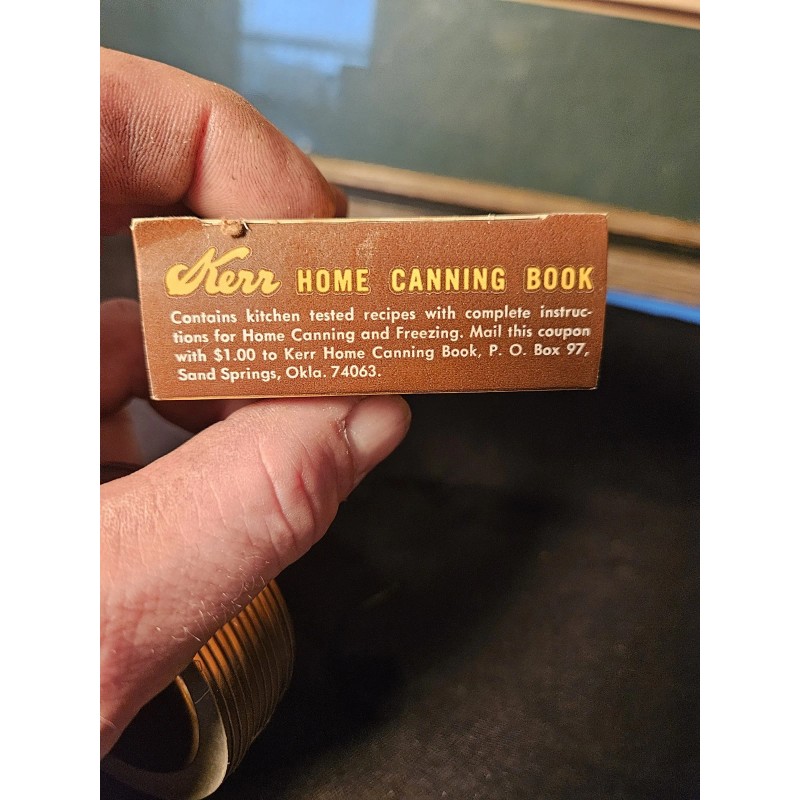 Kerr HOME CANNING BOOK
Contains kitchen tested recipes with complete instruc-
tions for Home Canning and Freezing. Mail this coupon
with $1.00 to Kerr Home Canning Book, P. O. Box 97,
Sand Springs, Okla. 74063.